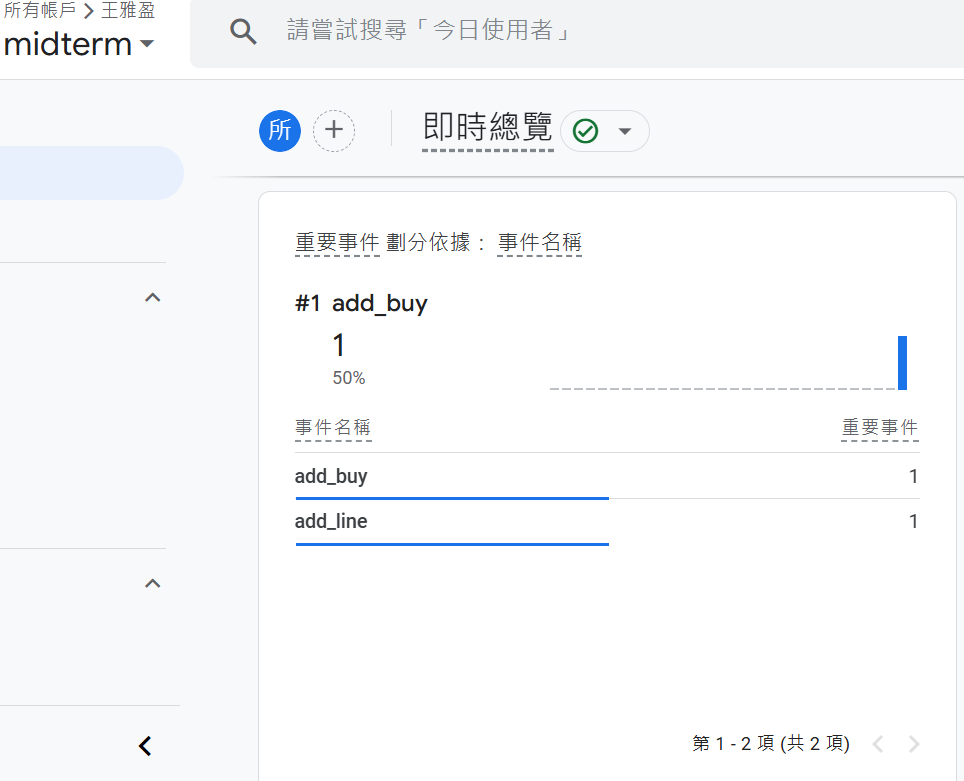 所有帳戶 > 王雅盈
midterm
請嘗試搜尋「今日使用者」
所
即時總覽
重要事件 劃分依據： 事件名稱
#1 add_buy
1
50%
事件名稱 重要事件
add_buy 1
add_line 1
第 1 - 2 項 (共 2 項)